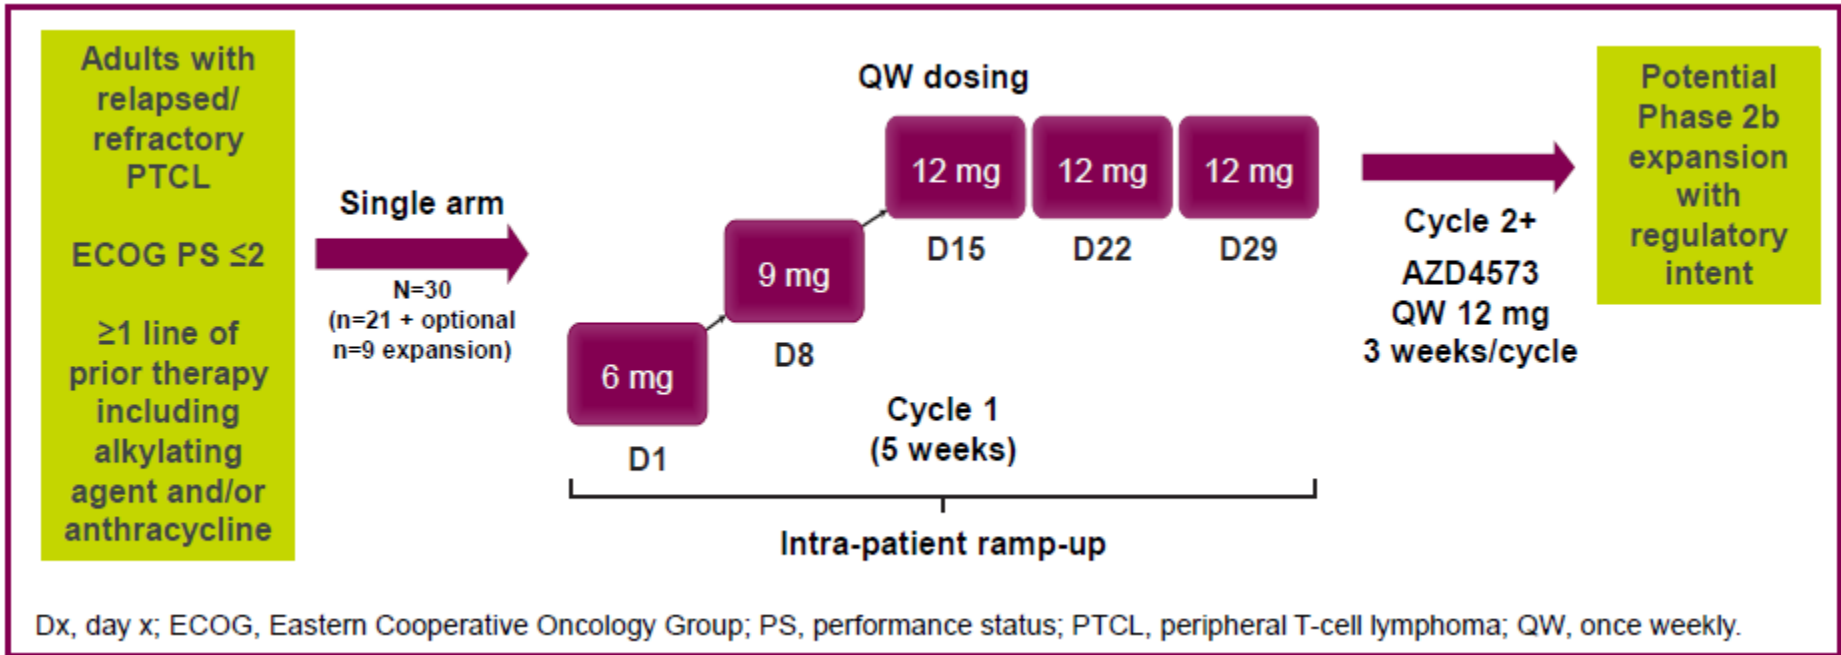 Adults with
relapsed/
refractory
PTCL
ECOG PS ≤2
≥1 line of
prior therapy
including
alkylating
agent and/or
anthracycline
Single arm
N=30
(n=21 + optional
n=9 expansion)
QW dosing
6 mg
D1
9 mg
D8
12 mg
D15
12 mg
D22
12 mg
D29
Cycle 1
(5 weeks)
Intra-patient ramp-up
Cycle 2+
AZD4573
QW 12 mg
3 weeks/cycle
Potential
Phase 2b
expansion
with
regulatory
intent
Dx, day x; ECOG, Eastern Cooperative Oncology Group; PS, performance status; PTCL, peripheral T-cell lymphoma; QW, once weekly.